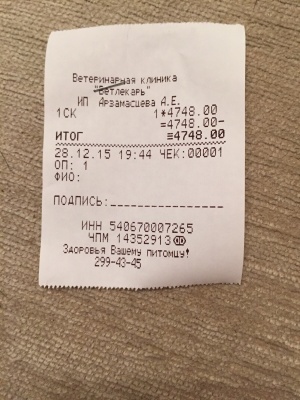 Ветеринарная клиника
"Ветлекарь"
ИП Арзамасцева А.Е.
1СК 1*4748.00
=4748.00-
ИТОГ ≡4748.00
28.12.15 19:44 ЧЕК:00001
ОП: 1
ФИО:
ПОДПИСЬ:
ИНН 540670007265
ЧПМ 14352913
Здоровья Вашему питомцу!
299-43-45